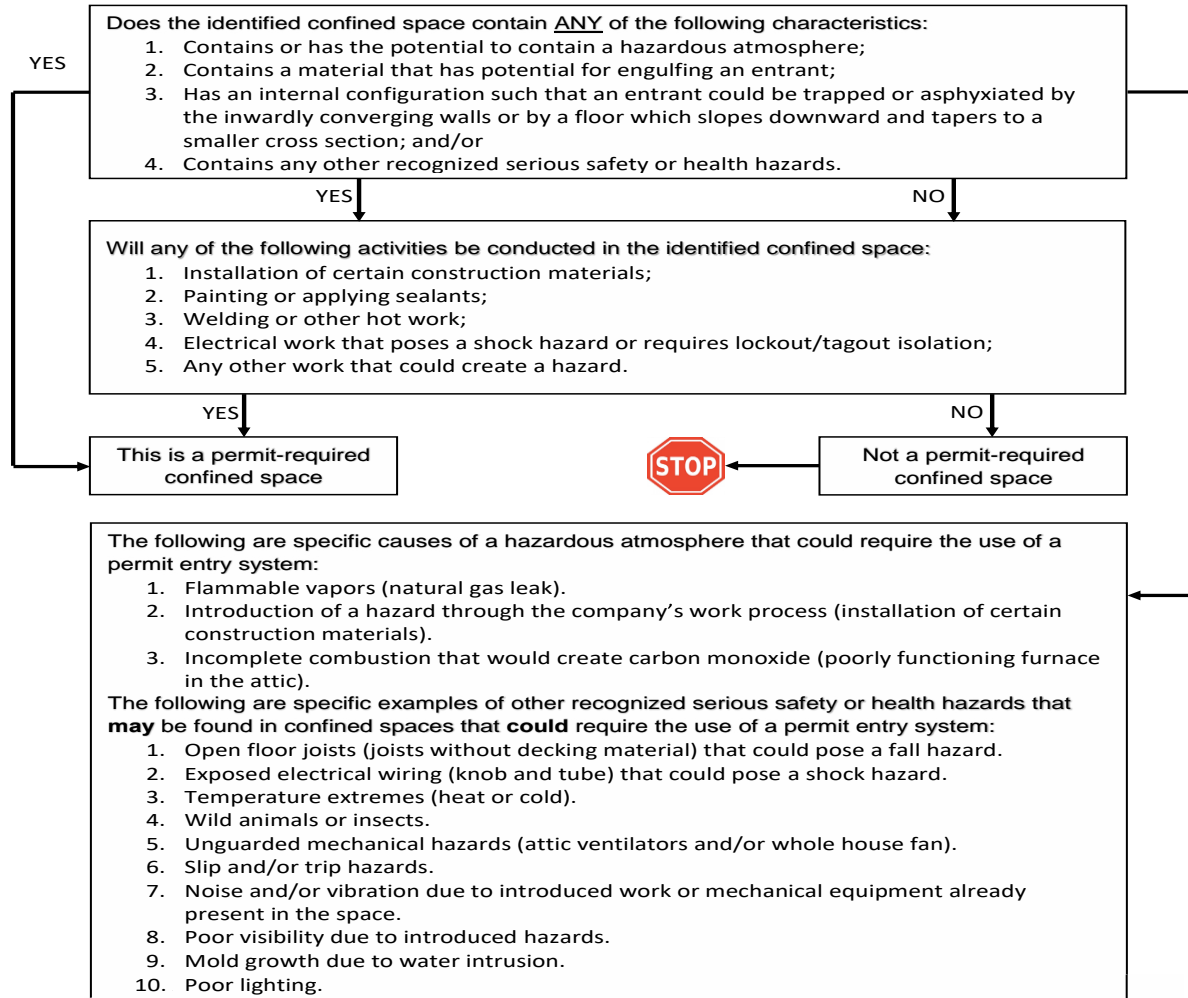 Does the identified confined space contain ANY of the following characteristics:
1. Contains or has the potential to contain a hazardous atmosphere;
2. Contains a material that has potential for engulfing an entrant;
3. Has an internal configuration such that an entrant could be trapped or asphyxiated by
the inwardly converging walls or by a floor which slopes downward and tapers to a
smaller cross section; and/or
4. Contains any other recognized serious safety or health hazards.
YES
YES
NO
Will any of the following activities be conducted in the identified confined space:
1. Installation of certain construction materials;
2. Painting or applying sealants;
3. Welding or other hot work;
4. Electrical work that poses a shock hazard or requires lockout/tagout isolation;
5. Any other work that could create a hazard.
YES
NO
This is a permit-required
confined space
STOP
Not a permit-required
confined space
The following are specific causes of a hazardous atmosphere that could require the use of a
permit entry system:
1. Flammable vapors (natural gas leak).
2. Introduction of a hazard through the company's work process (installation of certain
construction materials).
3. Incomplete combustion that would create carbon monoxide (poorly functioning furnace
in the attic).
The following are specific examples of other recognized serious safety or health hazards that
may be found in confined spaces that could require the use of a permit entry system:
1. Open floor joists (joists without decking material) that could pose a fall hazard.
2. Exposed electrical wiring (knob and tube) that could pose a shock hazard.
3. Temperature extremes (heat or cold).
4. Wild animals or insects.
5. Unguarded mechanical hazards (attic ventilators and/or whole house fan).
6. Slip and/or trip hazards.
7. Noise and/or vibration due to introduced work or mechanical equipment already
present in the space.
8. Poor visibility due to introduced hazards.
9. Mold growth due to water intrusion.
10. Poor lighting.